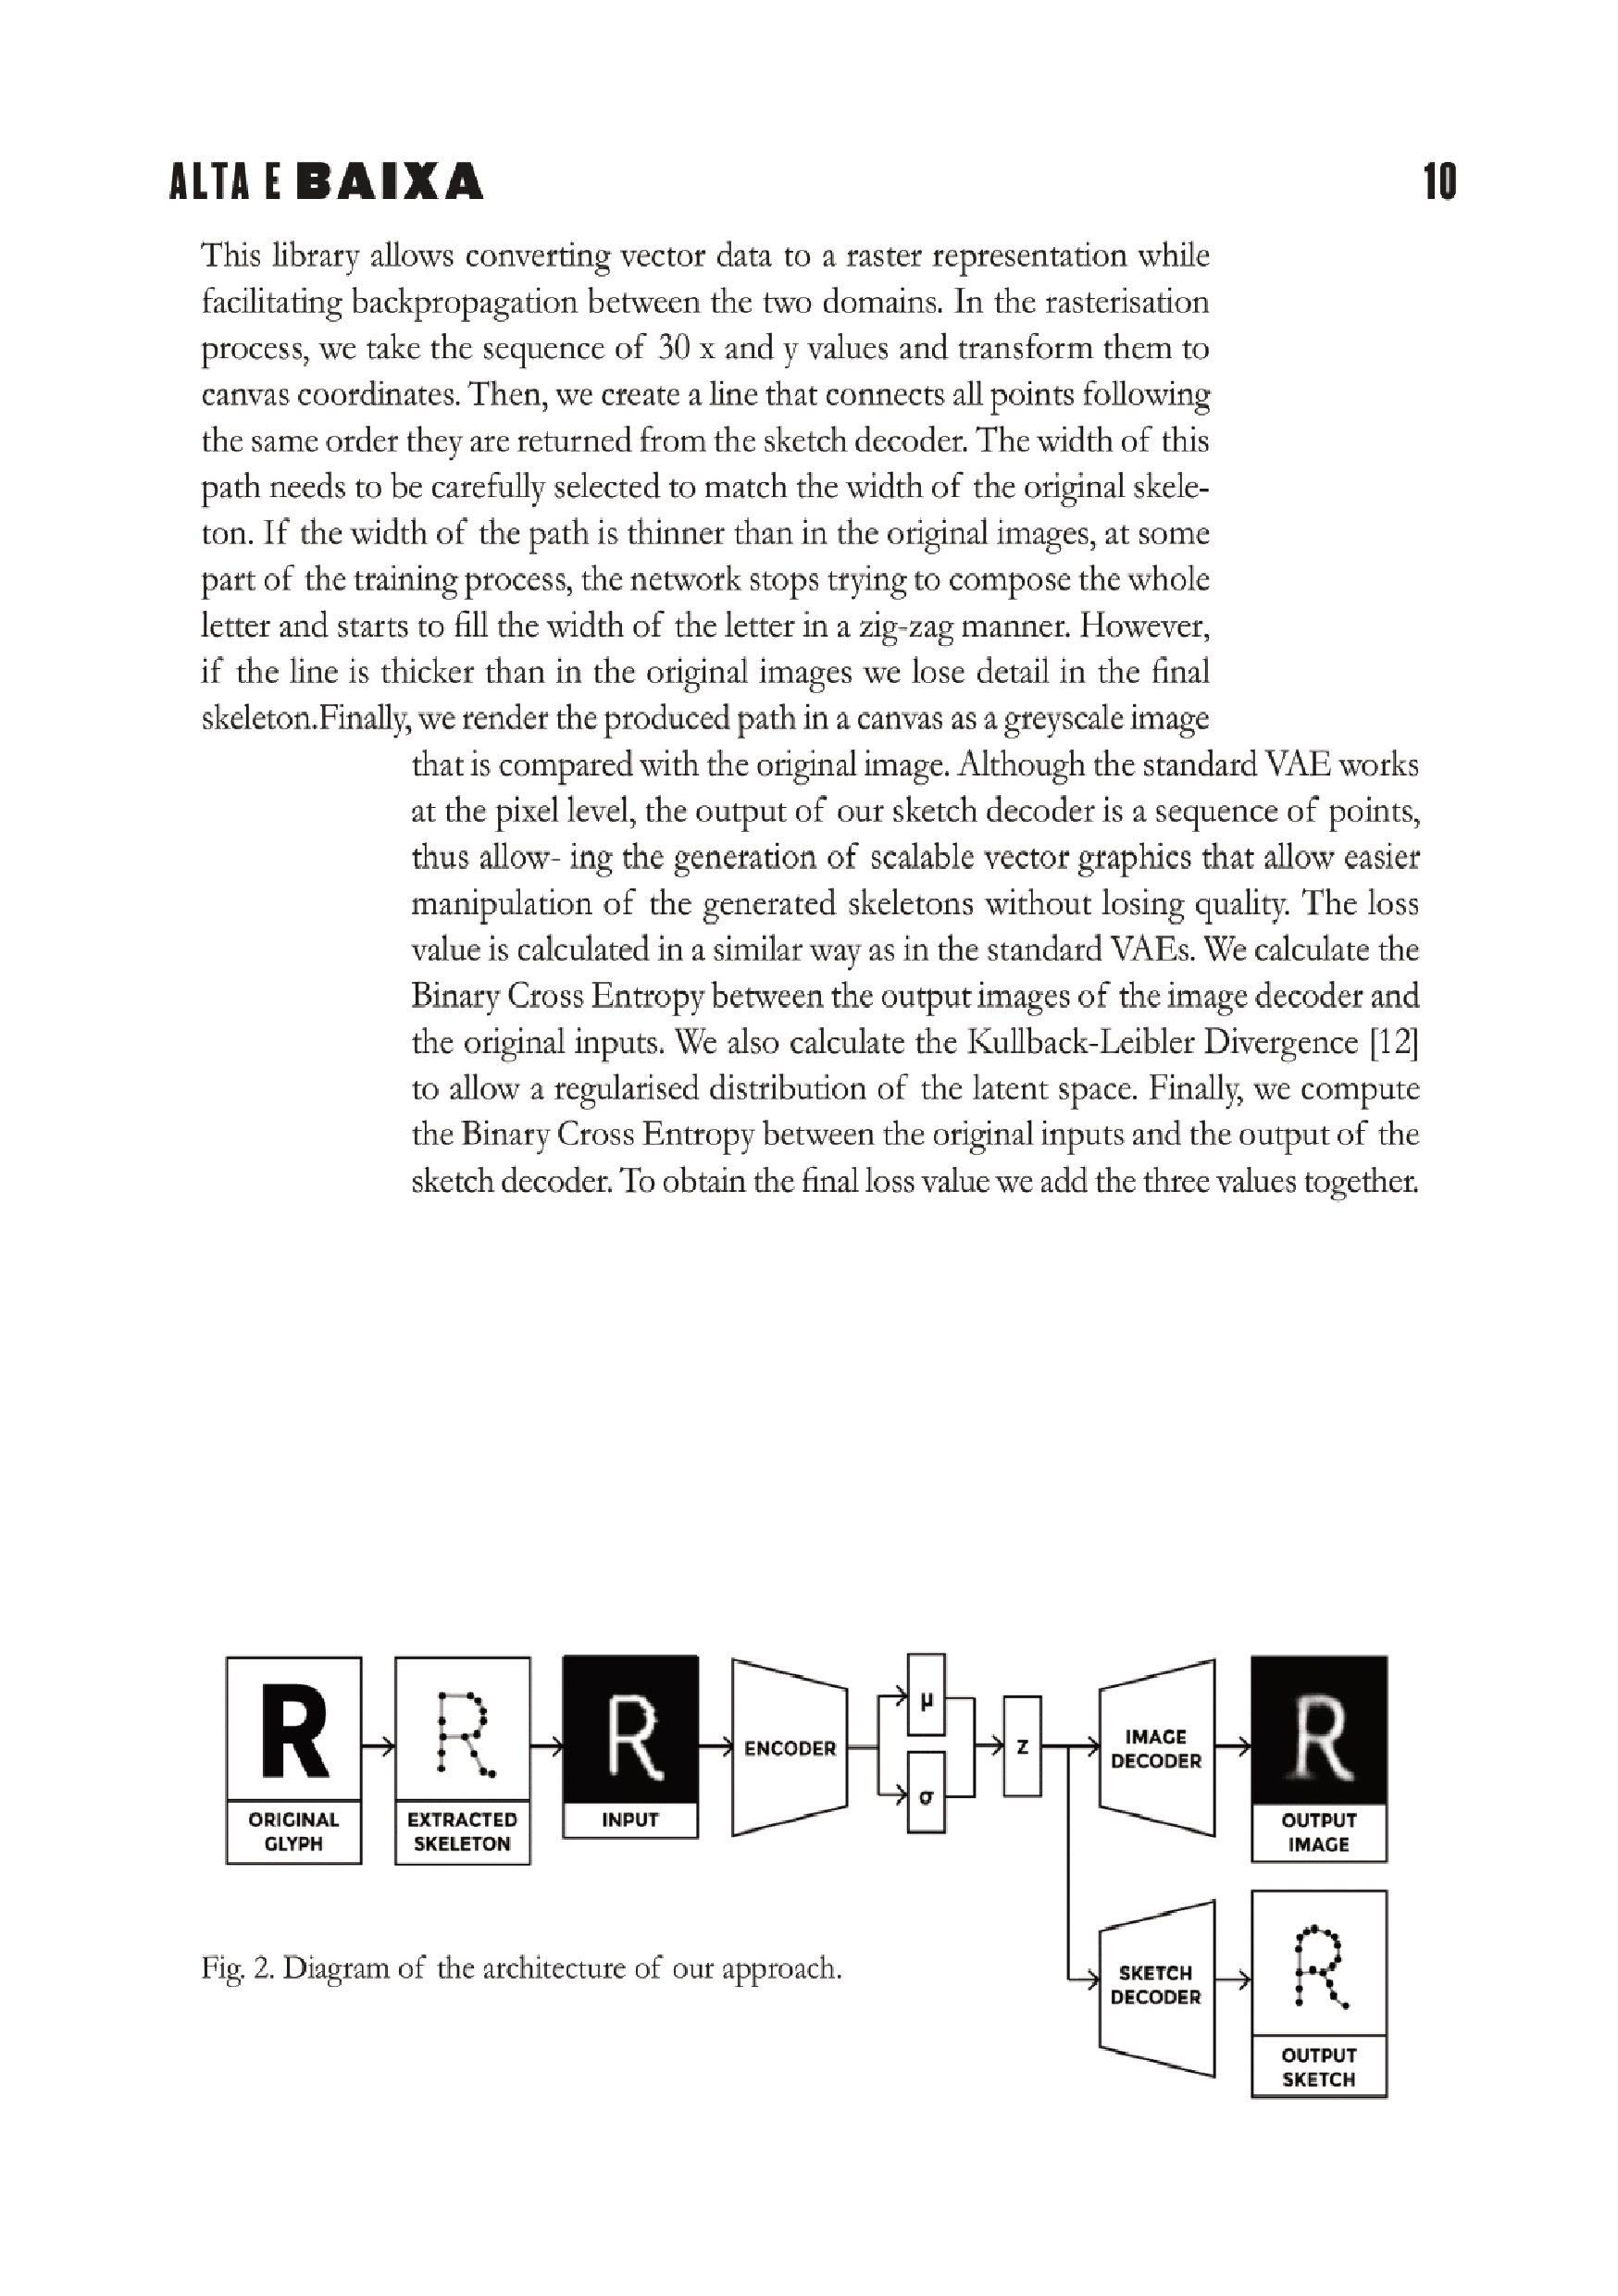 ALTA E BAIXA
10
This library allows converting vector data to a raster representation while
facilitating backpropagation between the two domains. In the rasterisation
process, we take the sequence of 30 x and y values and transform them to
canvas coordinates. Then, we create a line that connects all points following
the same order they are returned from the sketch decoder. The width of this
path needs to be carefully selected to match the width of the original skele-
ton. If the width of the path is thinner than in the original images, at some
part of the training process, the network stops trying to compose the whole
letter and starts to fill the width of the letter in a zig-zag manner. However,
if the line is thicker than in the original images we lose detail in the final
skeleton.Finally, we render the produced path in a canvas as a greyscale image
that is compared with the original image. Although the standard VAE works
at the pixel level, the output of our sketch decoder is a sequence of points,
thus allow- ing the generation of scalable vector graphics that allow easier
manipulation of the generated skeletons without losing quality. The loss
value is calculated in a similar way as in the standard VAEs. We calculate the
Binary Cross Entropy between the output images of the image decoder and
the original inputs. We also calculate the Kullback-Leibler Divergence [12]
to allow a regularised distribution of the latent space. Finally, we compute
the Binary Cross Entropy between the original inputs and the output of the
sketch decoder. To obtain the final loss value we add the three values together.
R
ORIGINAL
GLYPH
R
EXTRACTED
SKELETON
R
INPUT
ENCODER
μ
σ
z
IMAGE
DECODER
R
OUTPUT
IMAGE
SKETCH
DECODER
R
OUTPUT
SKETCH
Fig. 2. Diagram of the architecture of our approach.